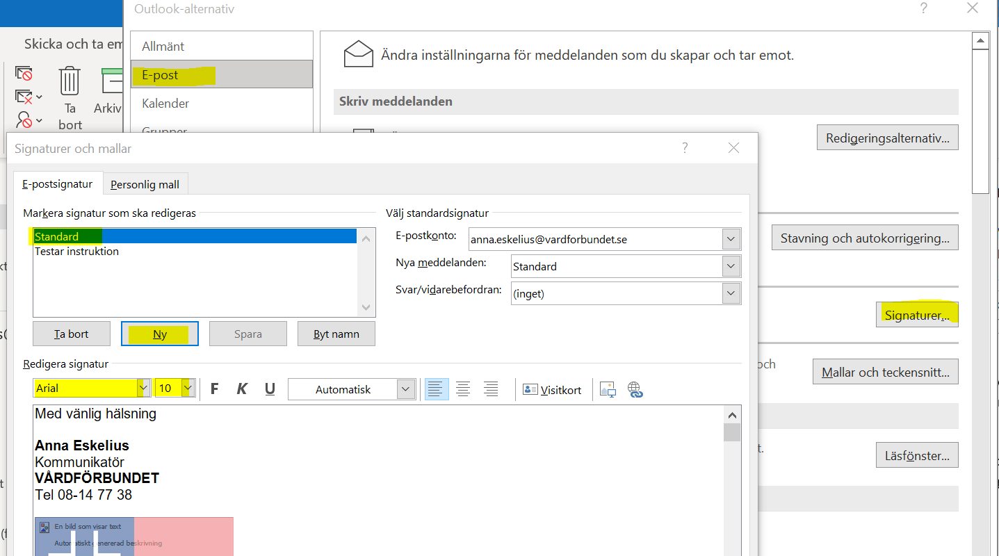 Outlook-alternativ
Skicka och ta em
Ta
bort
Arkiv
Allmänt
E-post
Kalender
Grupper
Ändra inställningarna för meddelanden som du skapar och tar emot.
Skriv meddelanden
Redigeringsalternativ...
Stavning och autokorrigering...
Signaturer...
och
Mallar och teckensnitt...
t.
Läsfönster...
Signaturer och mallar
E-postsignatur
Personlig mall
Markera signatur som ska redigeras
Standard
Testar instruktion
Ta bort
Ny
Spara
Byt namn
Välj standardsignatur
E-postkonto:
anna.eskelius@vardforbundet.se
Nya meddelanden:
Standard
Svar/vidarebefordran:
(inget)
Redigera signatur
Arial
10
F K U
Automatisk
Visitkort
Med vänlig hälsning
Anna Eskelius
Kommunikatör
VÅRDFÖRBUNDET
Tel 08-14 77 38
En bild som visar text
Automatiskt genererad beskrivning